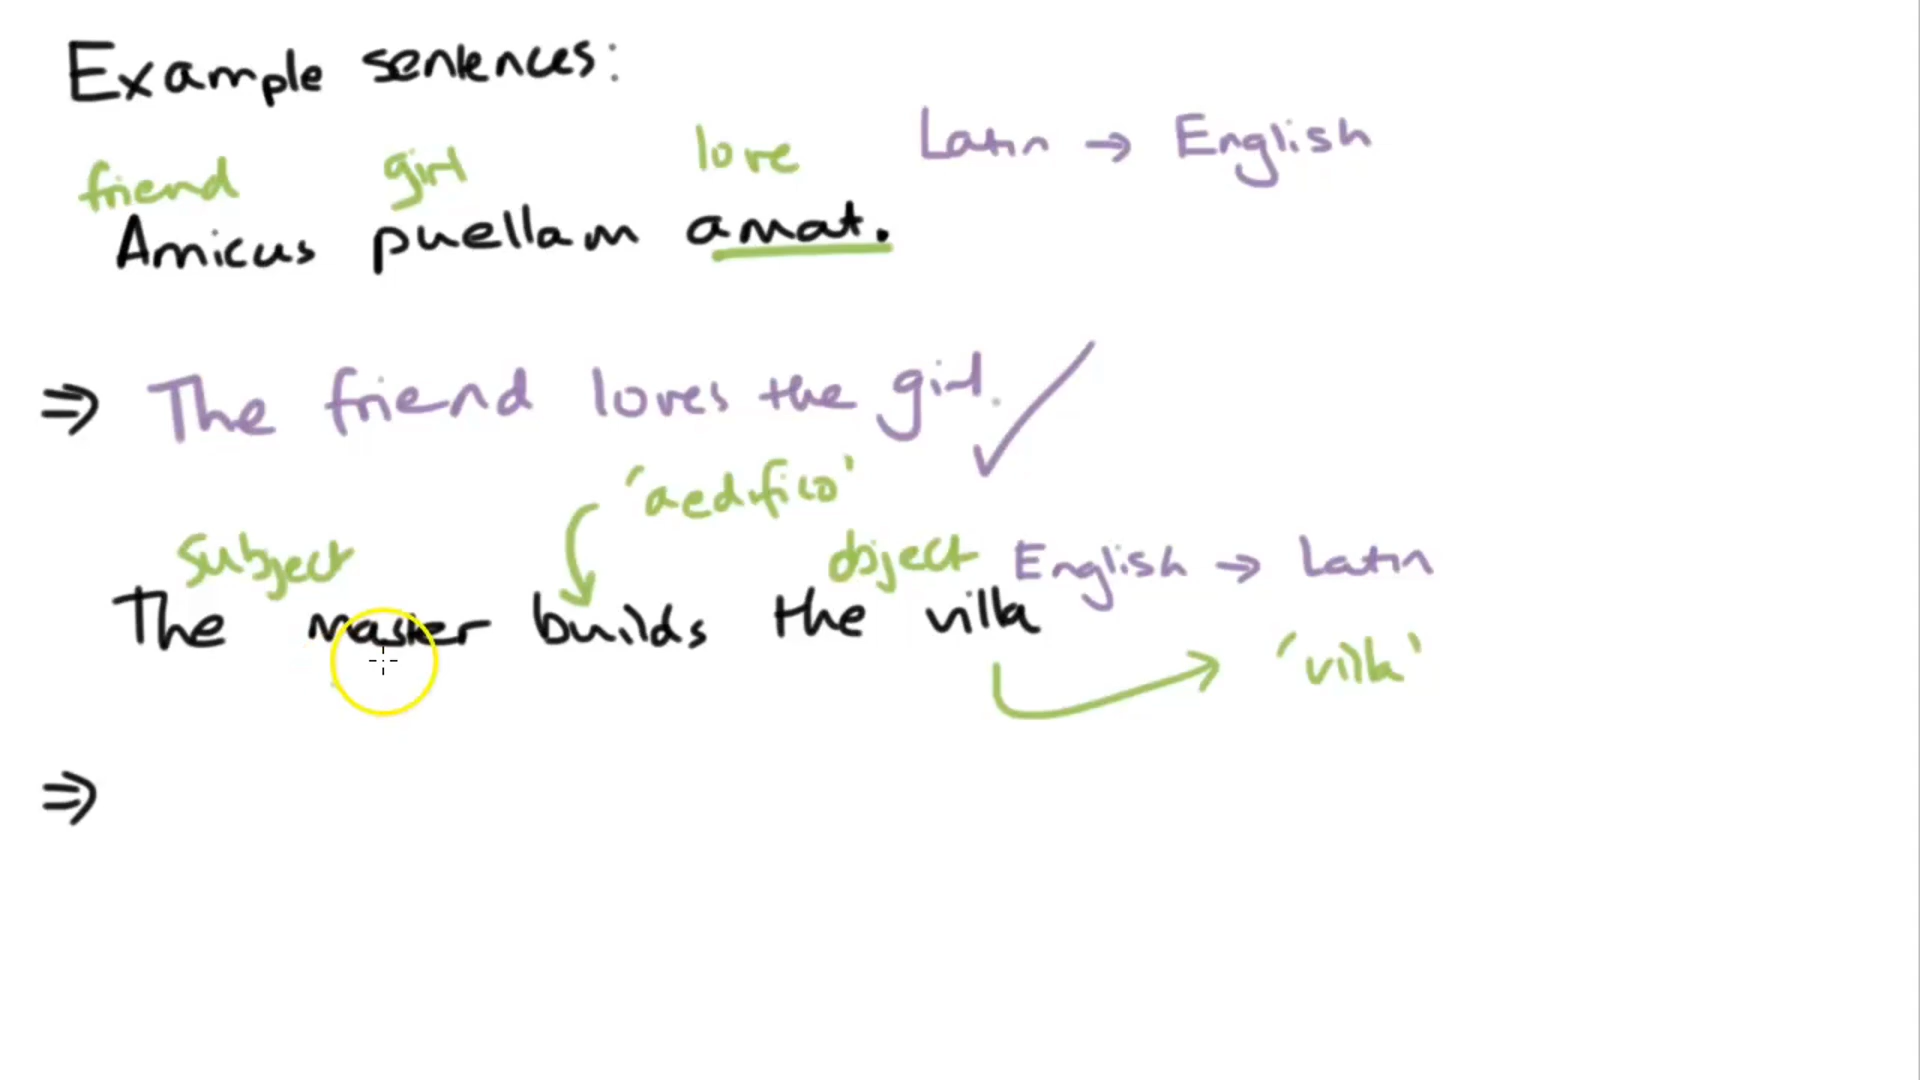 Example sentences:
friend girl love Latin → English
Amicus puellam amat.
⇒ The friend loves the girl.
'aedifico'
subject object English → Latin
The master builds the villa
'villa'
⇒